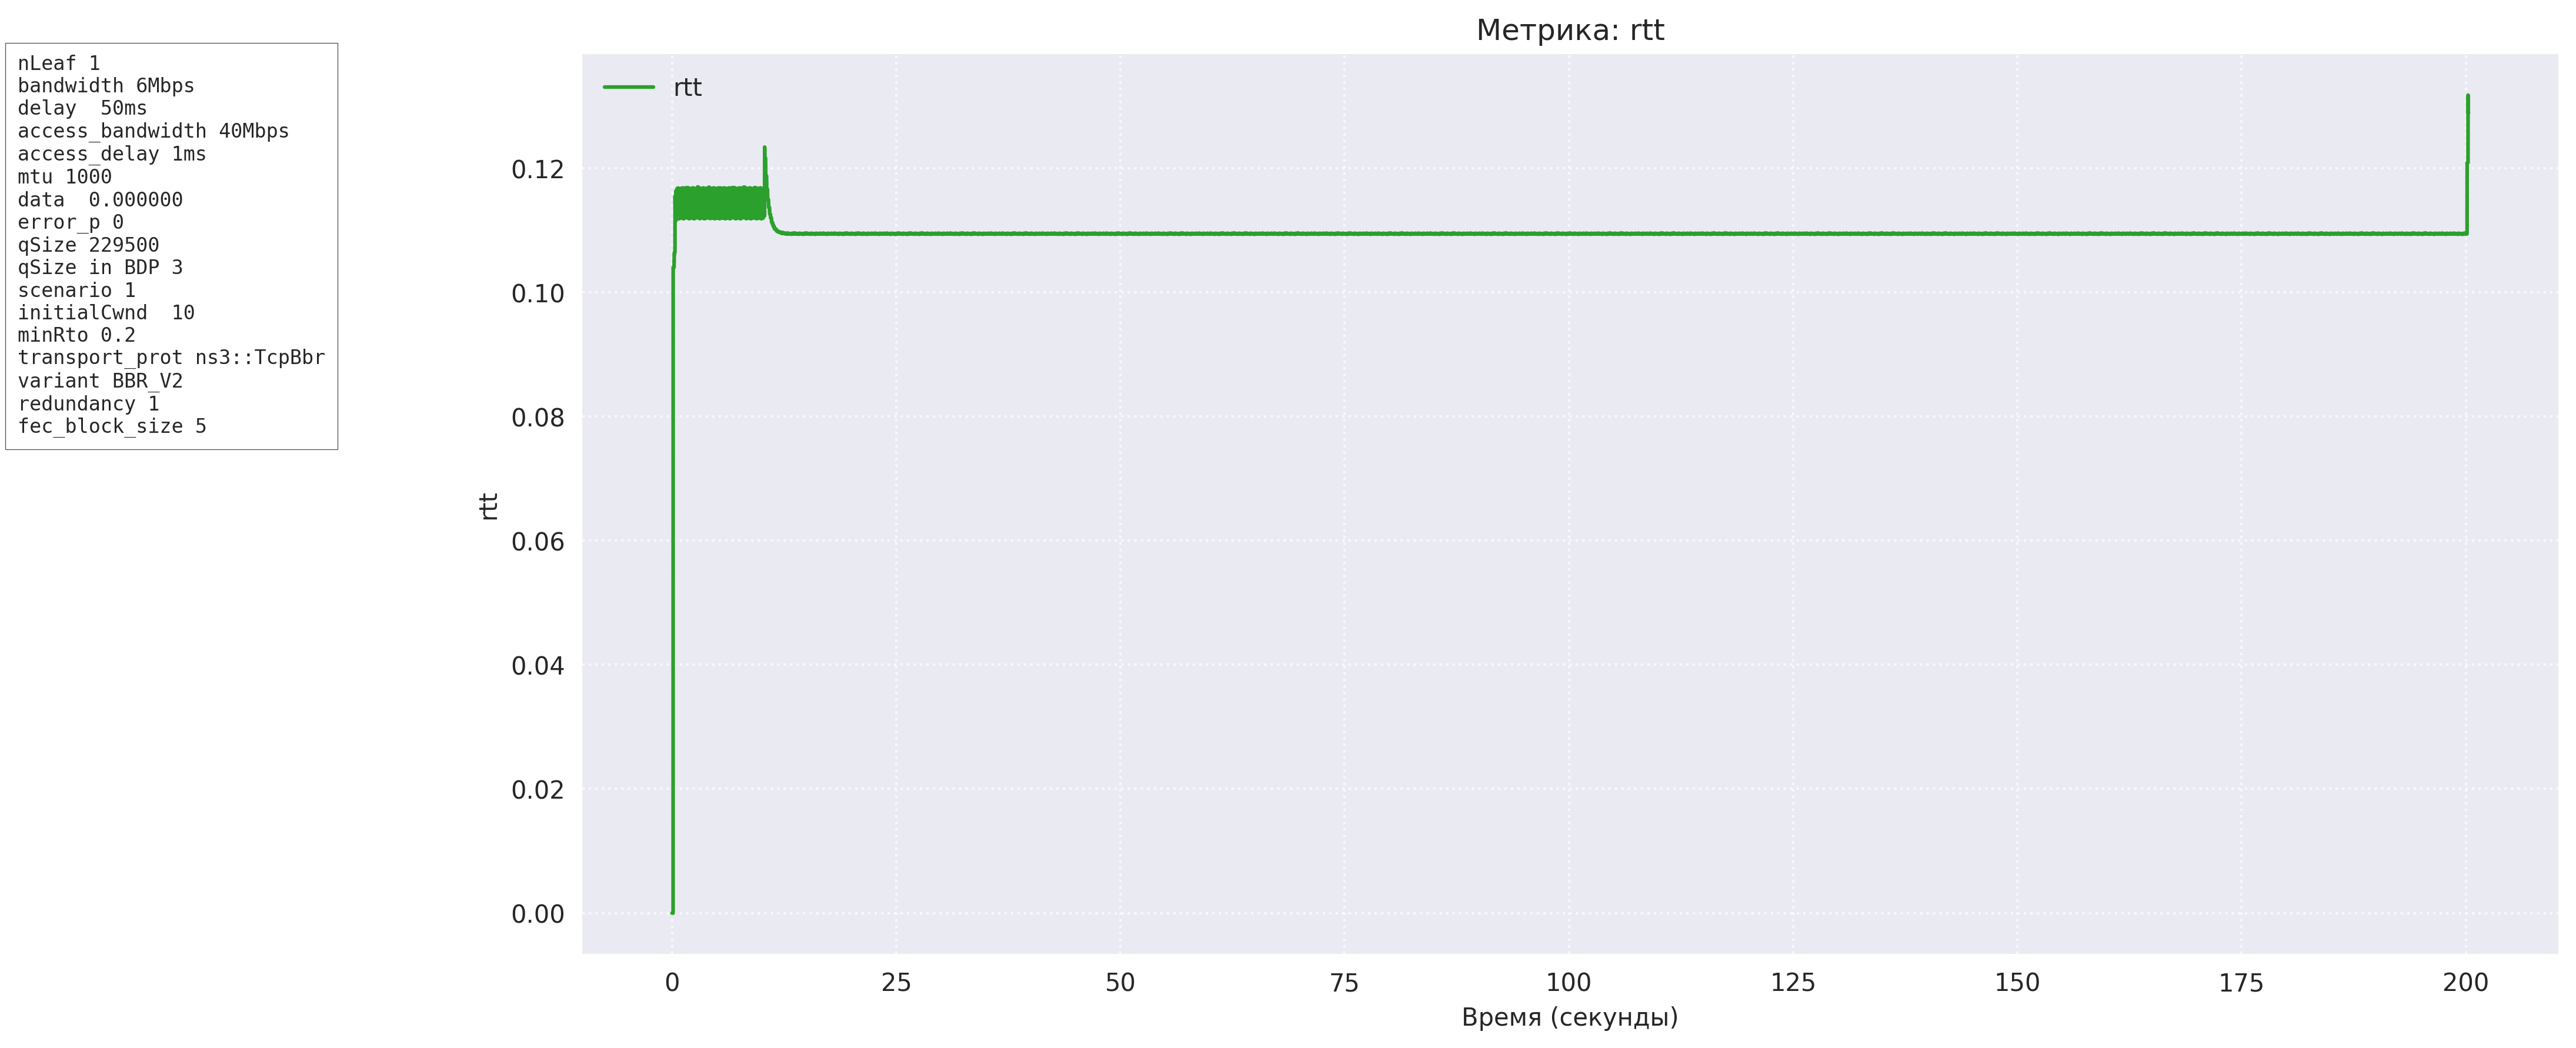 nLeaf 1
bandwidth 6Mbps
delay  50ms
access_bandwidth 40Mbps
access_delay 1ms
mtu 1000
data  0.000000
error_p 0
qSize 229500
qSize in BDP 3
scenario 1
initialCwnd  10
minRto 0.2
transport_prot ns3::TcpBbr
variant BBR_V2
redundancy 1
fec_block_size 5
Метрика: rtt
rtt
0.12
0.10
0.08
0.06
0.04
0.02
0.00
rtt
0
25
50
75
100
125
150
175
200
Время (секунды)